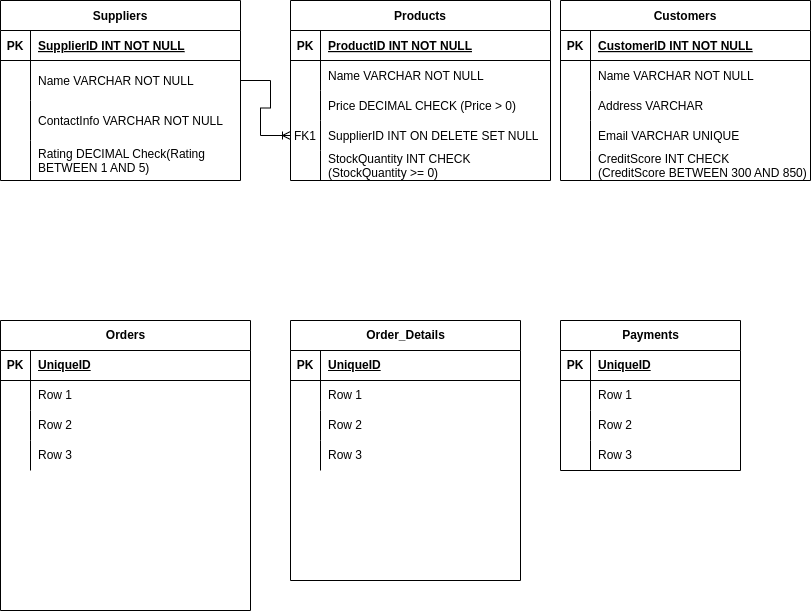 Suppliers
PK SupplierID INT NOT NULL
Name VARCHAR NOT NULL
ContactInfo VARCHAR NOT NULL
Rating DECIMAL Check(Rating
BETWEEN 1 AND 5)
Products
PK ProductID INT NOT NULL
Name VARCHAR NOT NULL
Price DECIMAL CHECK (Price > 0)
FK1 SupplierID INT ON DELETE SET NULL
StockQuantity INT CHECK
(StockQuantity >= 0)
Customers
PK CustomerID INT NOT NULL
Name VARCHAR NOT NULL
Address VARCHAR
Email VARCHAR UNIQUE
CreditScore INT CHECK
(CreditScore BETWEEN 300 AND 850)
Orders
PK UniqueID
Row 1
Row 2
Row 3
Order_Details
PK UniqueID
Row 1
Row 2
Row 3
Payments
PK UniqueID
Row 1
Row 2
Row 3